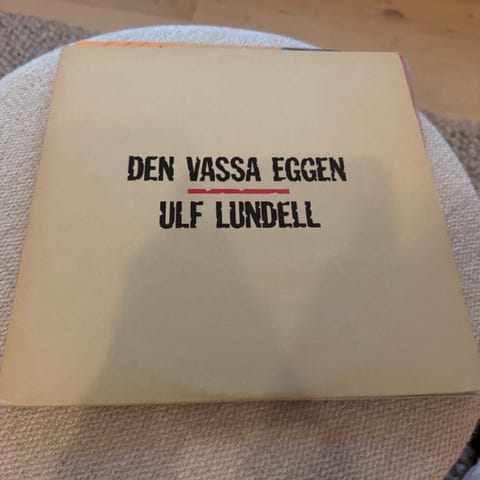 DEN VASSA EGGEN
ULF LUNDELL